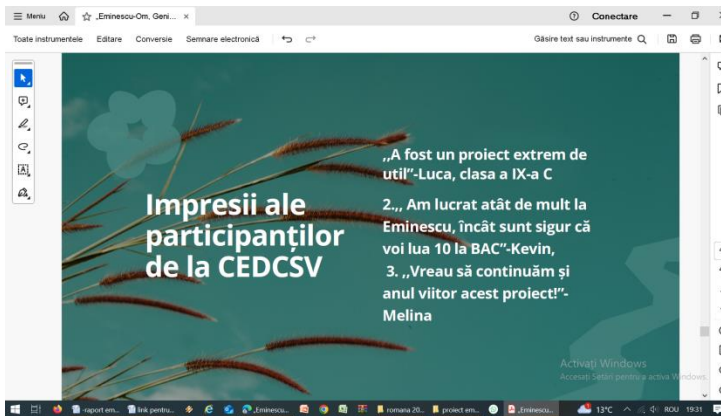 Meniu
„Eminescu-Om, Geni...
Conectare
Toate instrumentele Editare Conversie Semnare electronică
Găsire text sau instrumente
Impresii ale
participanților
de la CEDCSV
,,A fost un proiect extrem de
util”-Luca, clasa a IX-a C
2.,, Am lucrat atât de mult la
Eminescu, încât sunt sigur că
voi lua 10 la BAC”-Kevin,
3. ,,Vreau să continuăm și
anul viitor acest proiect!”-
Melina
Activați Windows
Accesați Setări pentru a activa Windows.
-raport em... link pentru... „Eminescu... romana 20... proiect em... „Eminescu... 13°C ROU 19:31